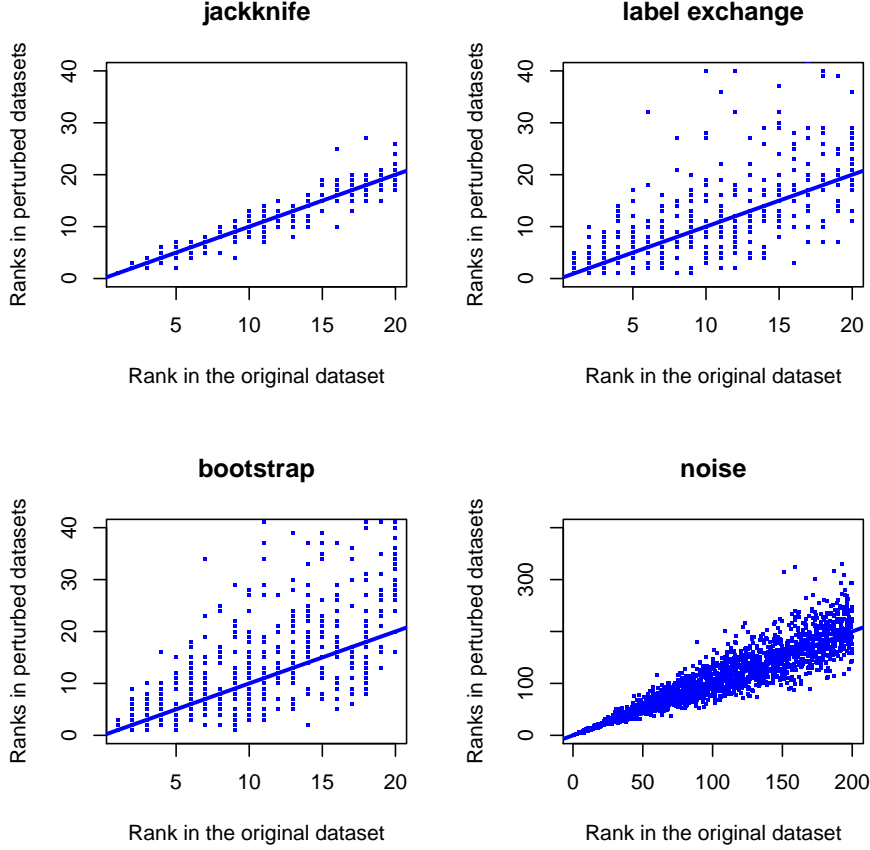 jackknife
Ranks in perturbed datasets
40
30
20
10
0
5
10
15
20
Rank in the original dataset
label exchange
Ranks in perturbed datasets
40
30
20
10
0
5
10
15
20
Rank in the original dataset
bootstrap
Ranks in perturbed datasets
40
30
20
10
0
5
10
15
20
Rank in the original dataset
noise
Ranks in perturbed datasets
300
100
0
0
50
100
150
200
Rank in the original dataset